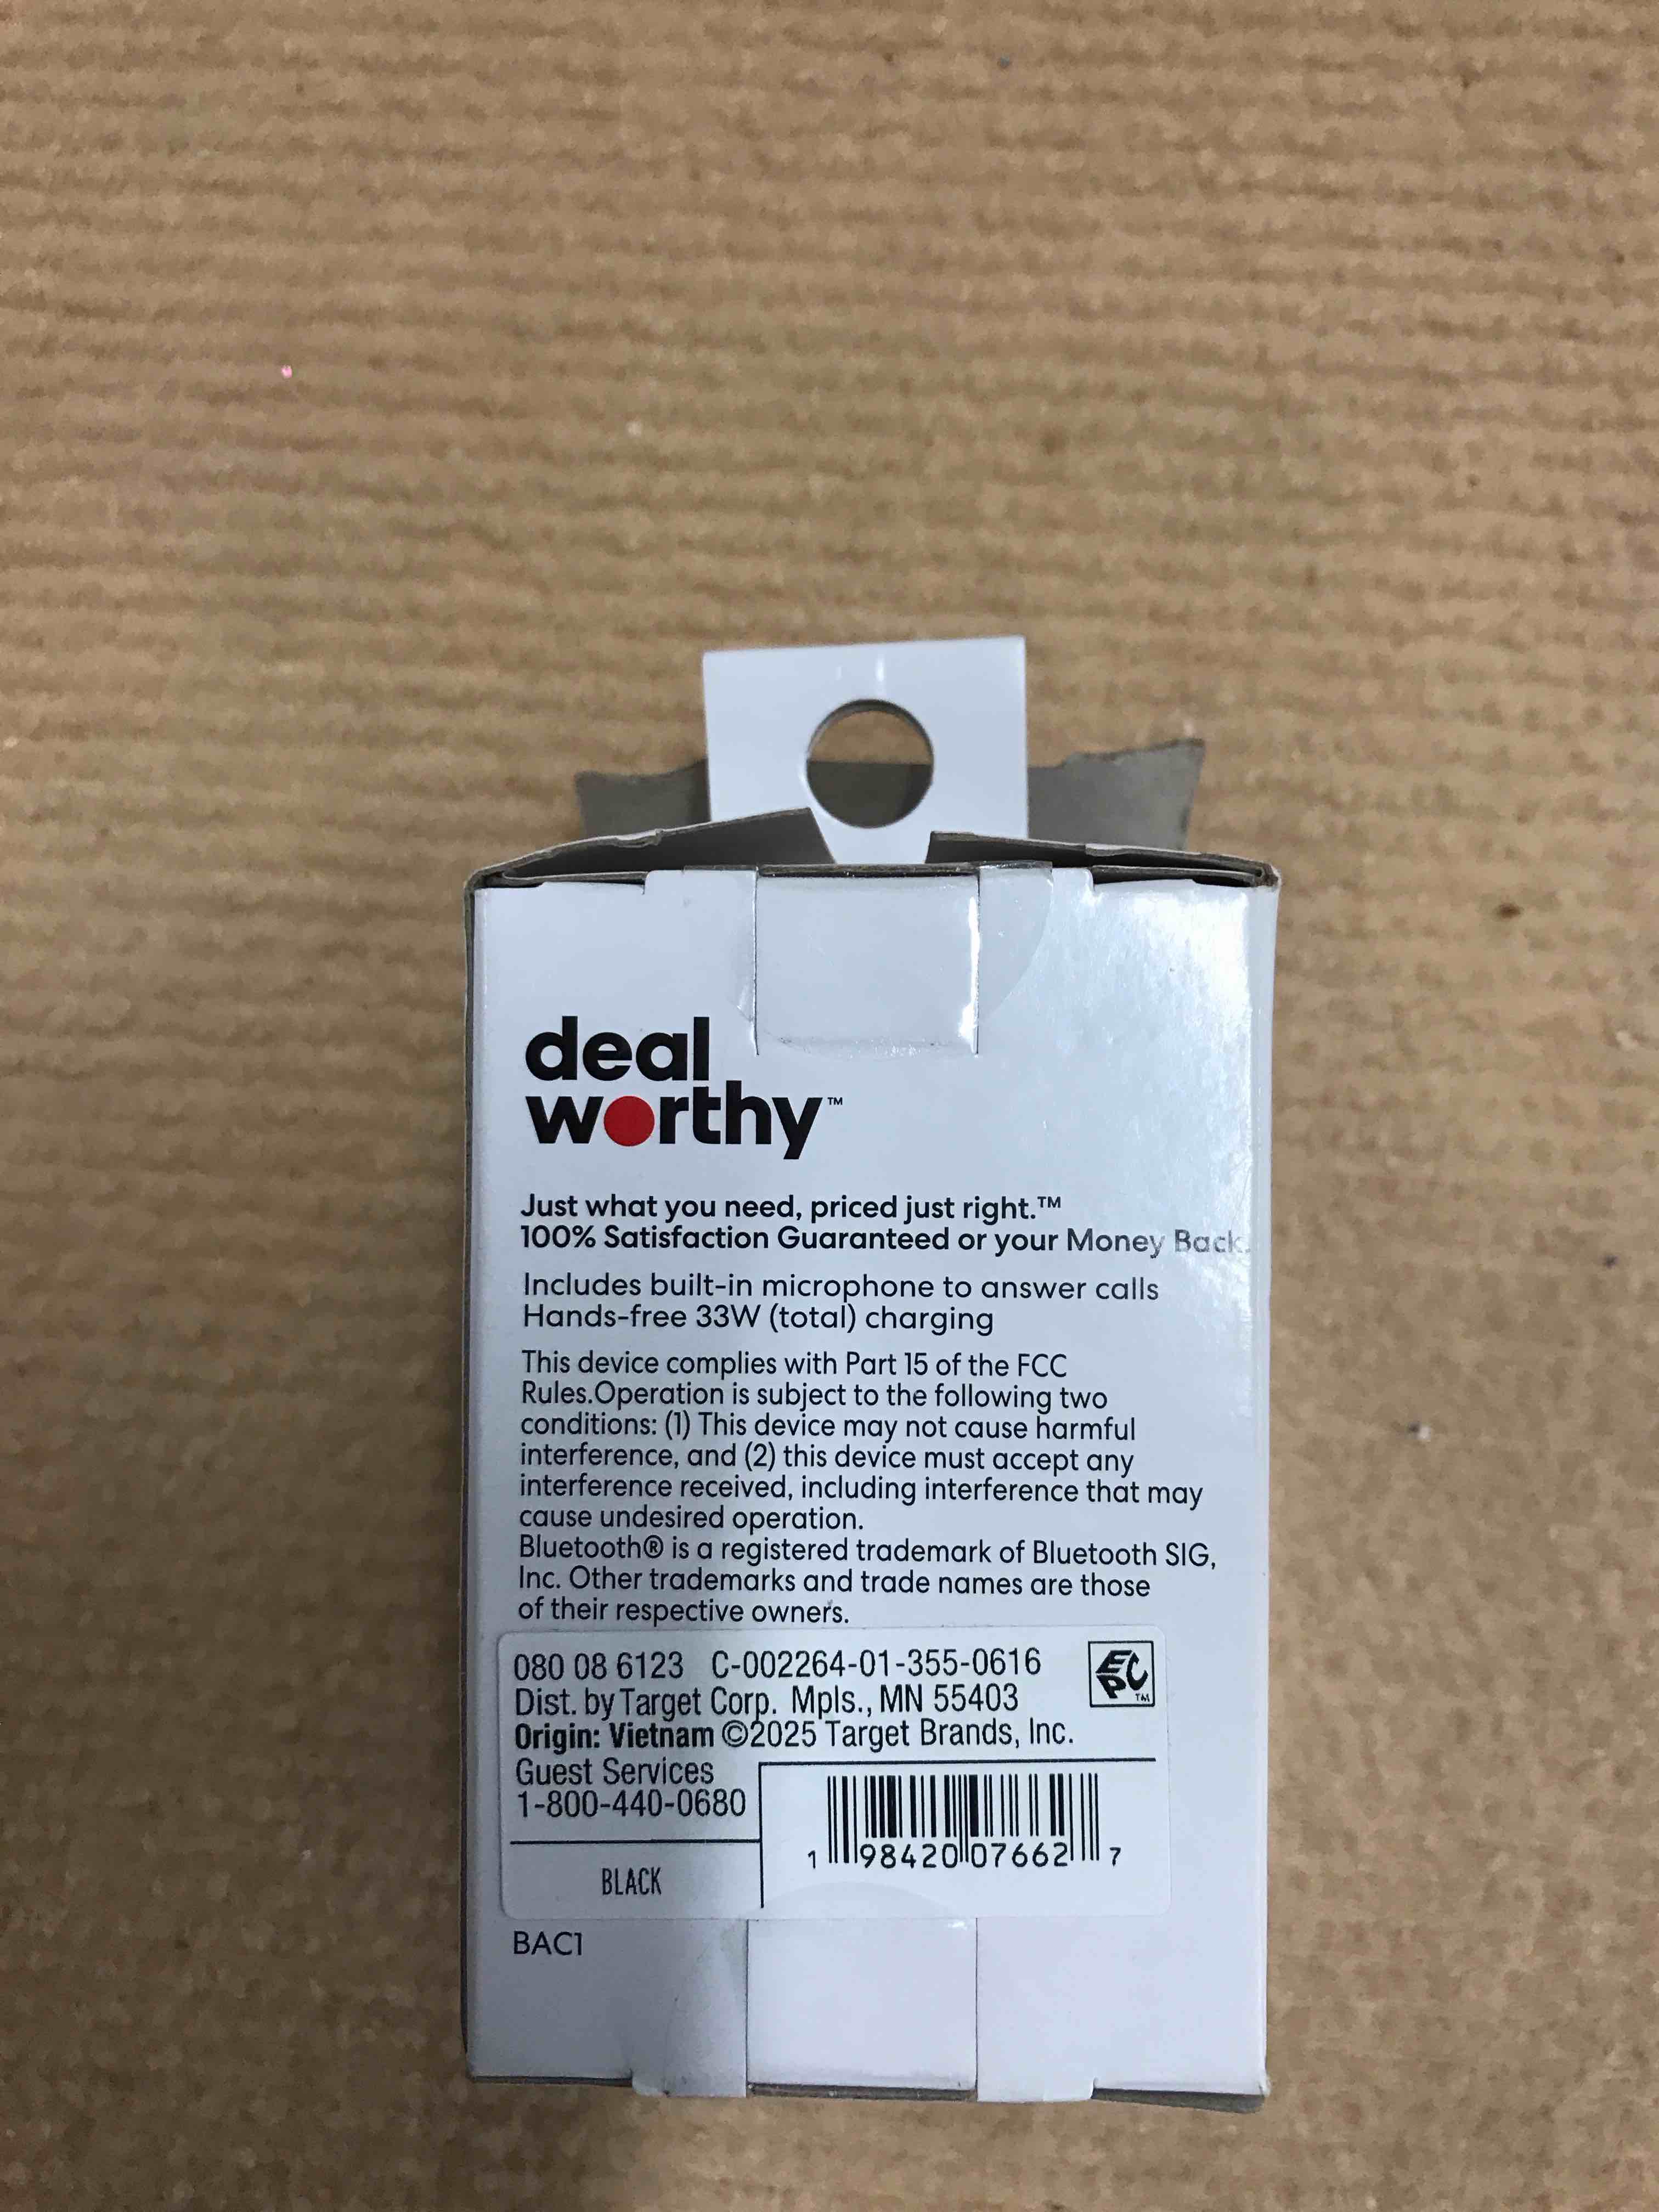 deal
worthy™
Just what you need, priced just right.™
100% Satisfaction Guaranteed or your Money Back.
Includes built-in microphone to answer calls
Hands-free 33W (total) charging
This device complies with Part 15 of the FCC
Rules.Operation is subject to the following two
conditions: (1) This device may not cause harmful
interference, and (2) this device must accept any
interference received, including interference that may
cause undesired operation.
Bluetooth® is a registered trademark of Bluetooth SIG,
Inc. Other trademarks and trade names are those
of their respective owners.
080 08 6123 C-002264-01-355-0616
EPC™
Dist. by Target Corp. Mpls., MN 55403
Origin: Vietnam ©2025 Target Brands, Inc.
Guest Services
1-800-440-0680
1 98420 07662 7
BLACK
BAC1